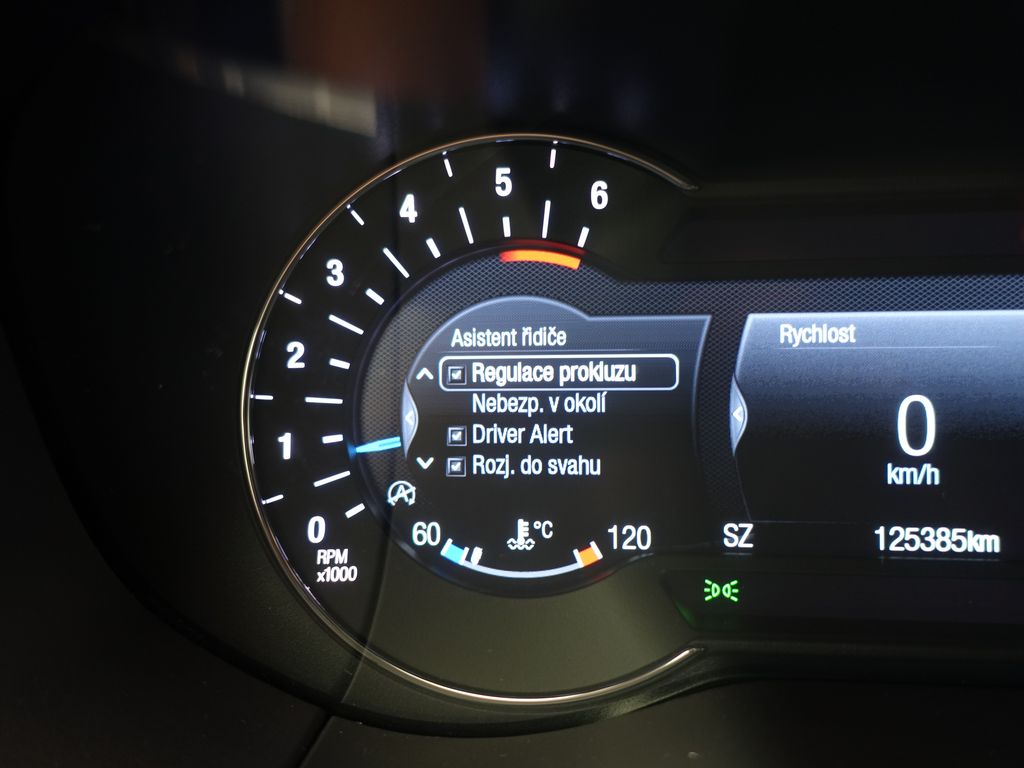 6
5
4
3
2
1
0
RPM
x1000
Asistent řidiče
Regulace prokluzu
Nebezp. v okolí
Driver Alert
Rozj. do svahu
A
60
°C
120
Rychlost
0
km/h
SZ
125385km